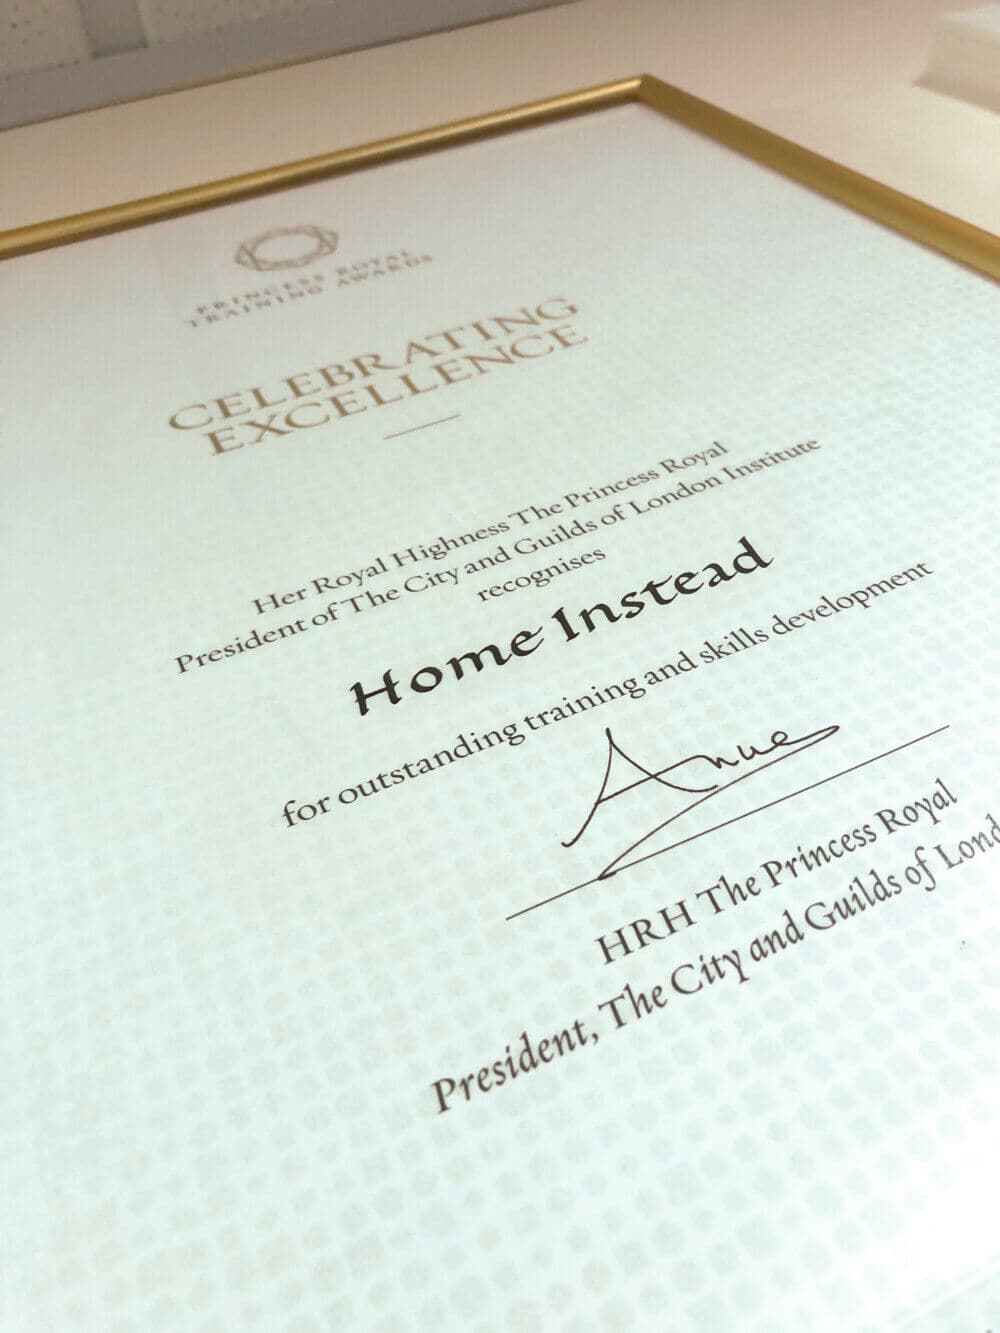 PRINCESS ROYAL
TRAINING AWARDS
CELEBRATING
EXCELLENCE
Her Royal Highness The Princess Royal
President of The City and Guilds of London Institute
recognises
Home Instead
for outstanding training and skills development
Anne
HRH The Princess Royal
President, The City and Guilds of Lond